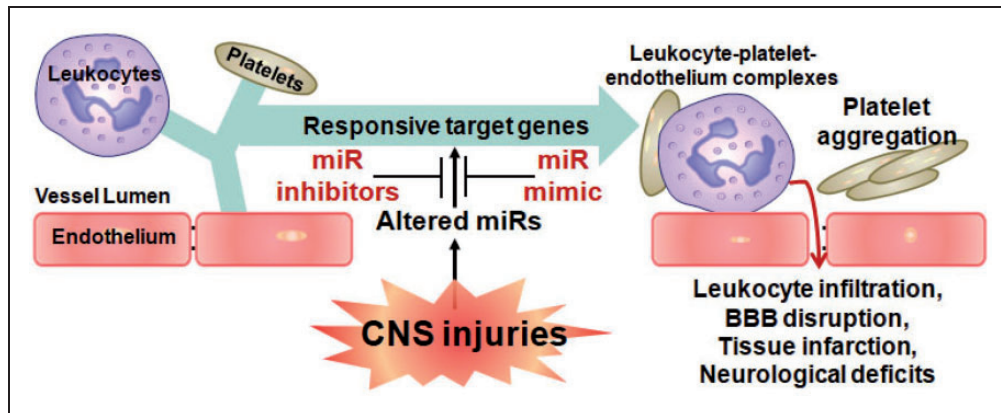 Leukocytes
Platelets
Leukocyte-platelet-
endothelium complexes
Platelet
aggregation
Responsive target genes
miR
inhibitors
miR
mimic
Vessel Lumen
Endothelium
Altered miRs
CNS injuries
Leukocyte infiltration,
BBB disruption,
Tissue infarction,
Neurological deficits